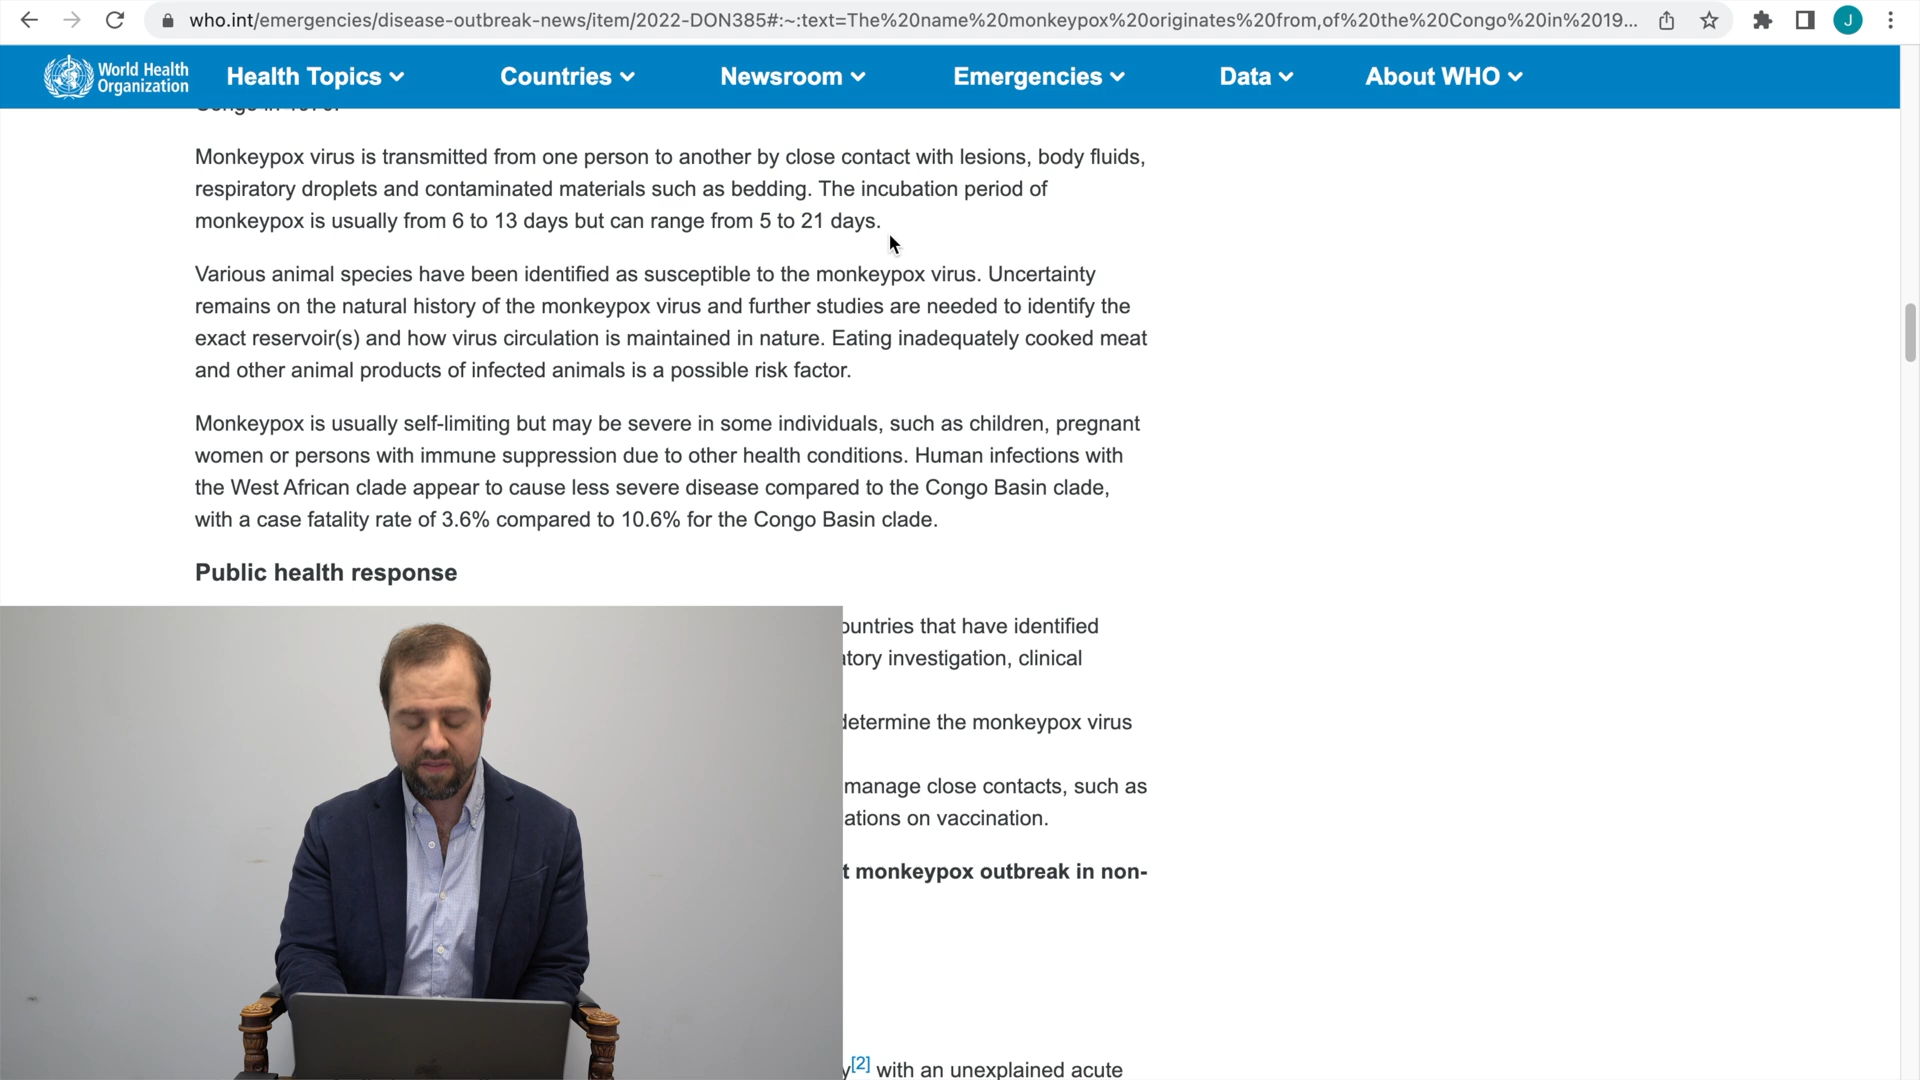 who.int/emergencies/disease-outbreak-news/item/2022-DON385#:~:text=The%20name%20monkeypox%20originates%20from,of%20the%20Congo%20in%2019...
J
World Health
Organization
Health Topics
Countries
Newsroom
Emergencies
Data
About WHO
Monkeypox virus is transmitted from one person to another by close contact with lesions, body fluids,
respiratory droplets and contaminated materials such as bedding. The incubation period of
monkeypox is usually from 6 to 13 days but can range from 5 to 21 days.
Various animal species have been identified as susceptible to the monkeypox virus. Uncertainty
remains on the natural history of the monkeypox virus and further studies are needed to identify the
exact reservoir(s) and how virus circulation is maintained in nature. Eating inadequately cooked meat
and other animal products of infected animals is a possible risk factor.
Monkeypox is usually self-limiting but may be severe in some individuals, such as children, pregnant
women or persons with immune suppression due to other health conditions. Human infections with
the West African clade appear to cause less severe disease compared to the Congo Basin clade,
with a case fatality rate of 3.6% compared to 10.6% for the Congo Basin clade.
Public health response
ountries that have identified
atory investigation, clinical
determine the monkeypox virus
manage close contacts, such as
ations on vaccination.
t monkeypox outbreak in non-
y[2] with an unexplained acute